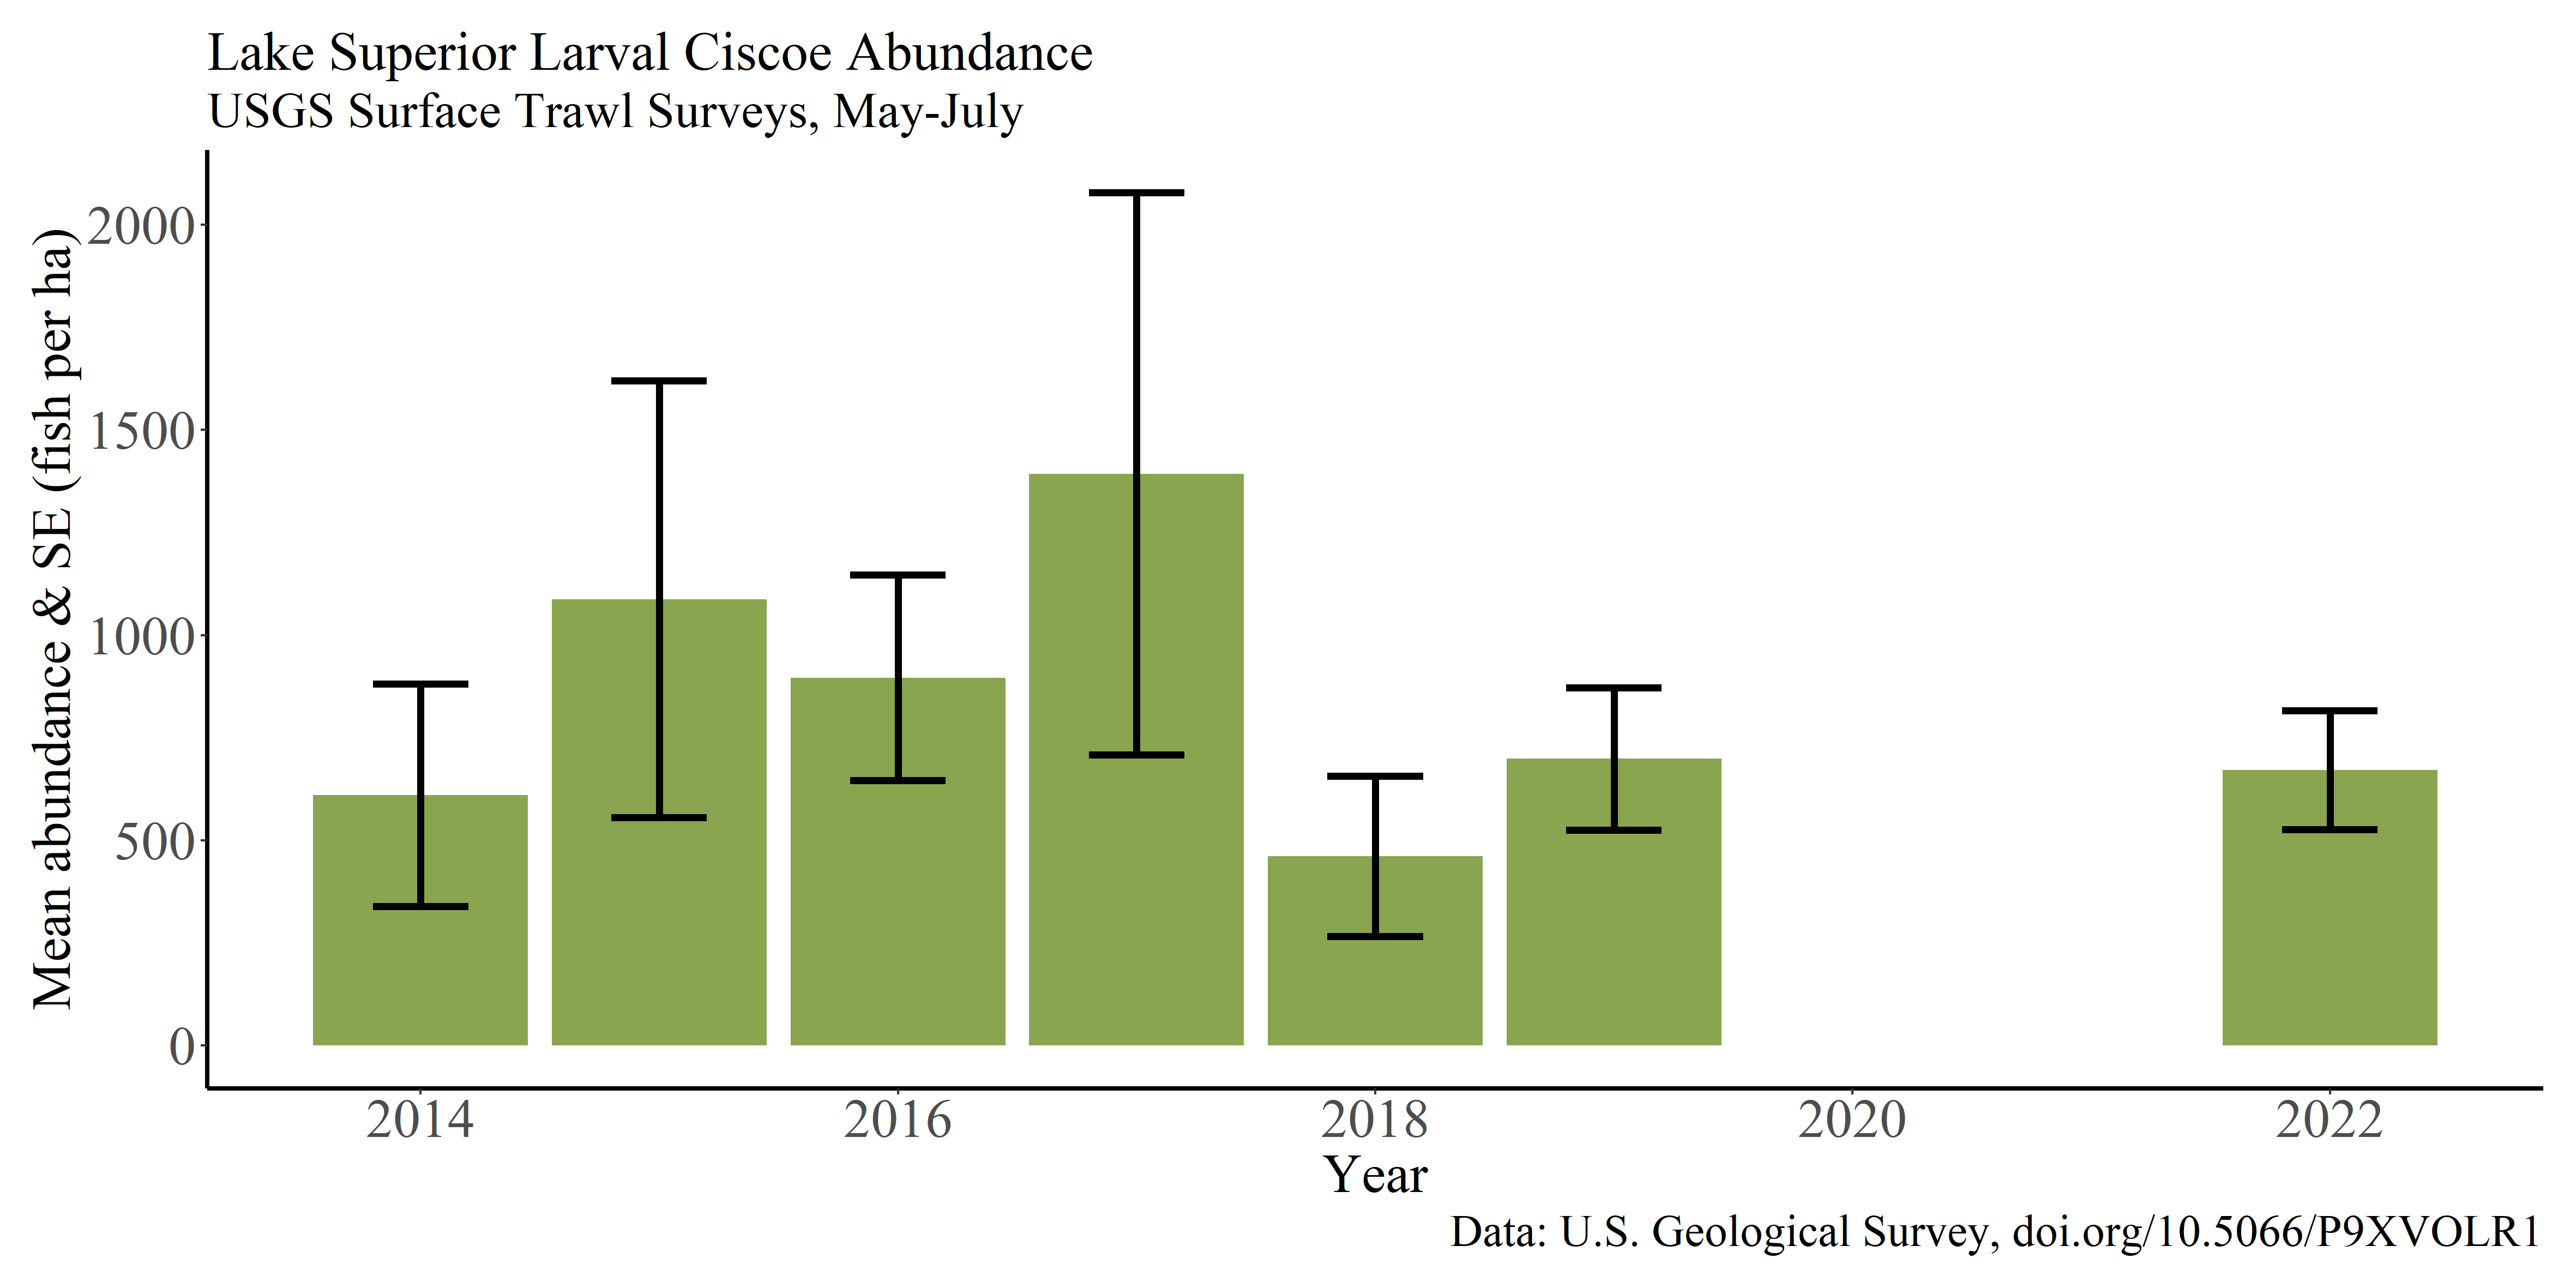 Lake Superior Larval Ciscoe Abundance
USGS Surface Trawl Surveys, May-July
Mean abundance & SE (fish per ha)
2000
1500
1000
500
0
2014 2016 2018 2020 2022
Year
Data: U.S. Geological Survey, doi.org/10.5066/P9XVOLR1